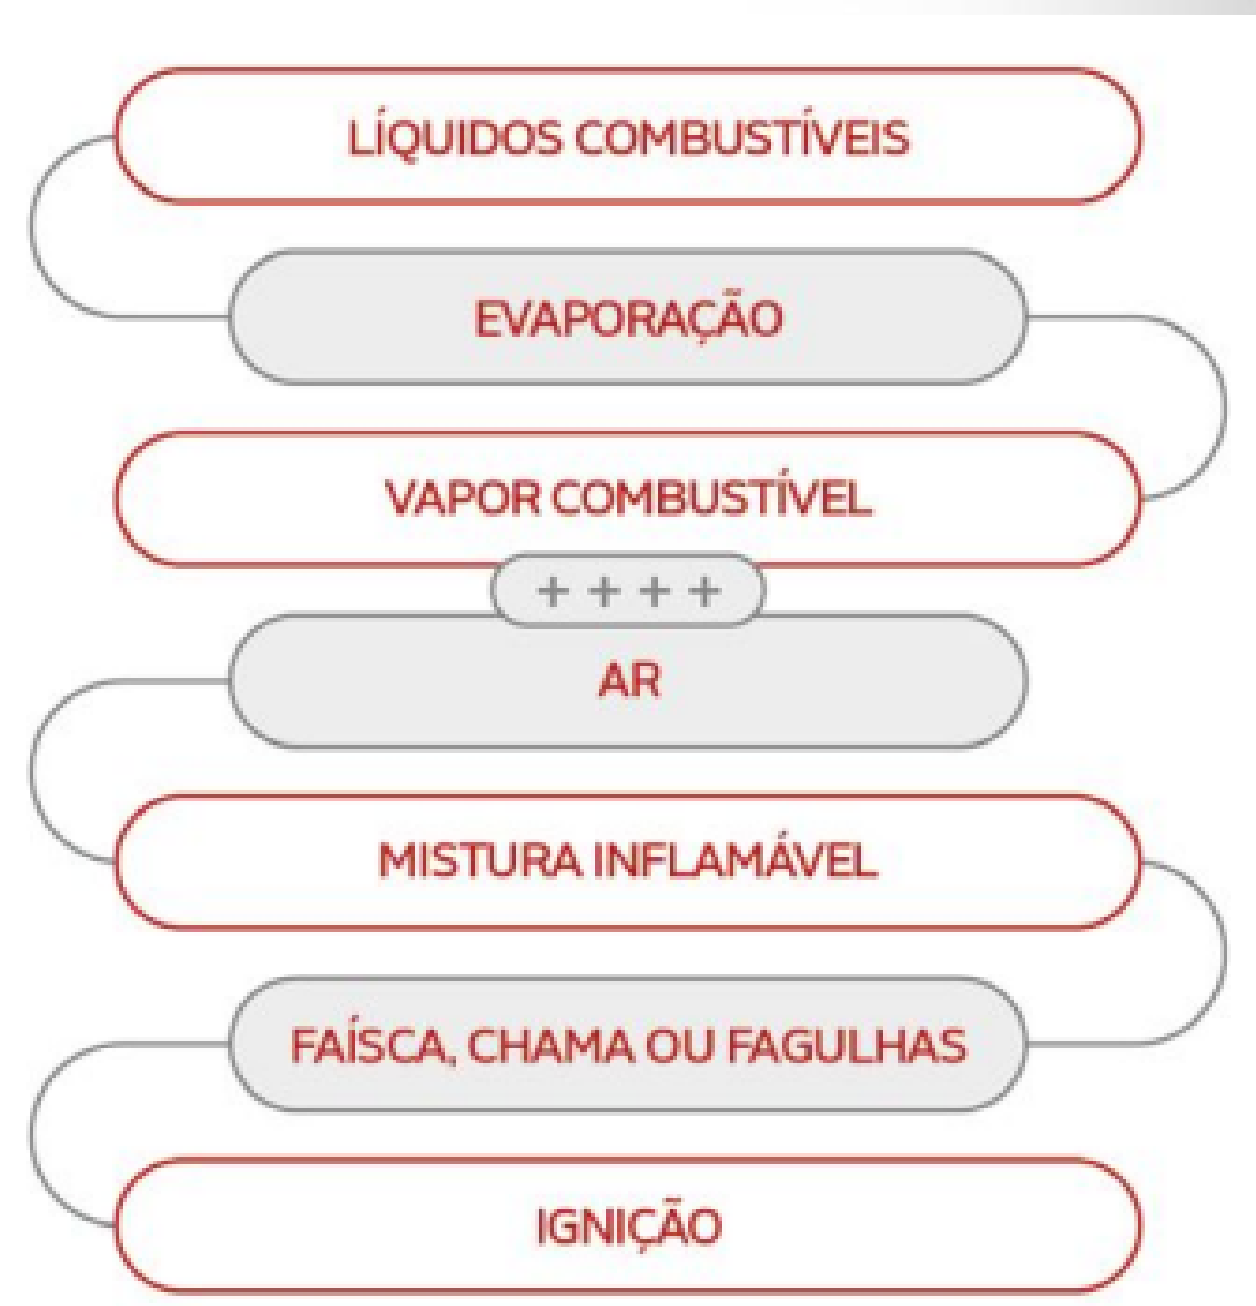 LÍQUIDOS COMBUSTÍVEIS
EVAPORAÇÃO
VAPOR COMBUSTÍVEL
+ + + +
AR
MISTURA INFLAMÁVEL
FAÍSCA, CHAMA OU FAGULHAS
IGNIÇÃO